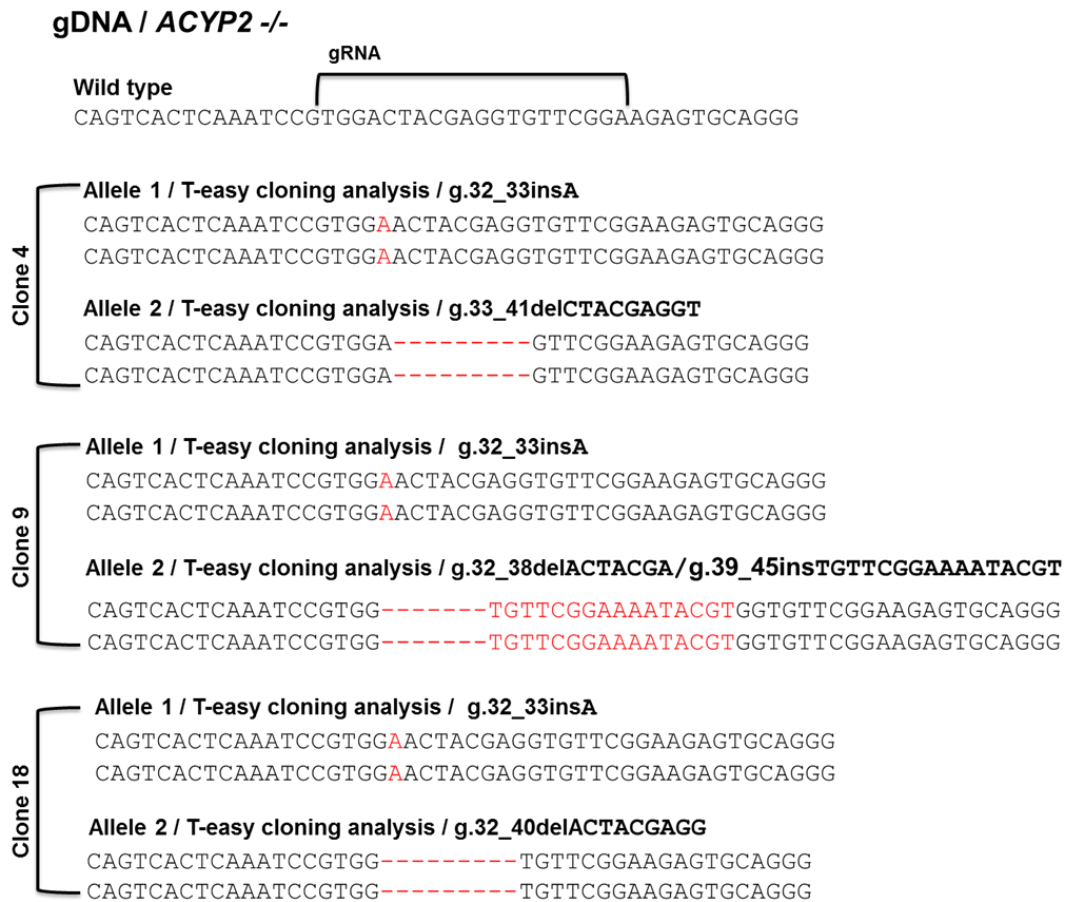 gDNA / ACYP2 -/-
gRNA
Wild type
CAGTCACTCAAATCCGTGGACTACGAGGTGTTCGGAAGAGTGCAGGG
Clone 4
Allele 1 / T-easy cloning analysis / g.32_33insA
CAGTCACTCAAATCCGTGGAACTACGAGGTGTTCGGAAGAGTGCAGGG
CAGTCACTCAAATCCGTGGAACTACGAGGTGTTCGGAAGAGTGCAGGG
Allele 2 / T-easy cloning analysis / g.33_41delCTACGAGGT
CAGTCACTCAAATCCGTGGA---------GTTCGGAAGAGTGCAGGG
CAGTCACTCAAATCCGTGGA---------GTTCGGAAGAGTGCAGGG
Clone 9
Allele 1 / T-easy cloning analysis / g.32_33insA
CAGTCACTCAAATCCGTGGAACTACGAGGTGTTCGGAAGAGTGCAGGG
CAGTCACTCAAATCCGTGGAACTACGAGGTGTTCGGAAGAGTGCAGGG
Allele 2 / T-easy cloning analysis / g.32_38delACTACGA/g.39_45insTGTTCGGAAAATACGT
CAGTCACTCAAATCCGTGG-------TGTTCGGAAAATACGTGGTGTTCGGAAGAGTGCAGGG
CAGTCACTCAAATCCGTGG-------TGTTCGGAAAATACGTGGTGTTCGGAAGAGTGCAGGG
Clone 18
Allele 1 / T-easy cloning analysis / g.32_33insA
CAGTCACTCAAATCCGTGGAACTACGAGGTGTTCGGAAGAGTGCAGGG
CAGTCACTCAAATCCGTGGAACTACGAGGTGTTCGGAAGAGTGCAGGG
Allele 2 / T-easy cloning analysis / g.32_40delACTACGAGG
CAGTCACTCAAATCCGTGG---------TGTTCGGAAGAGTGCAGGG
CAGTCACTCAAATCCGTGG---------TGTTCGGAAGAGTGCAGGG